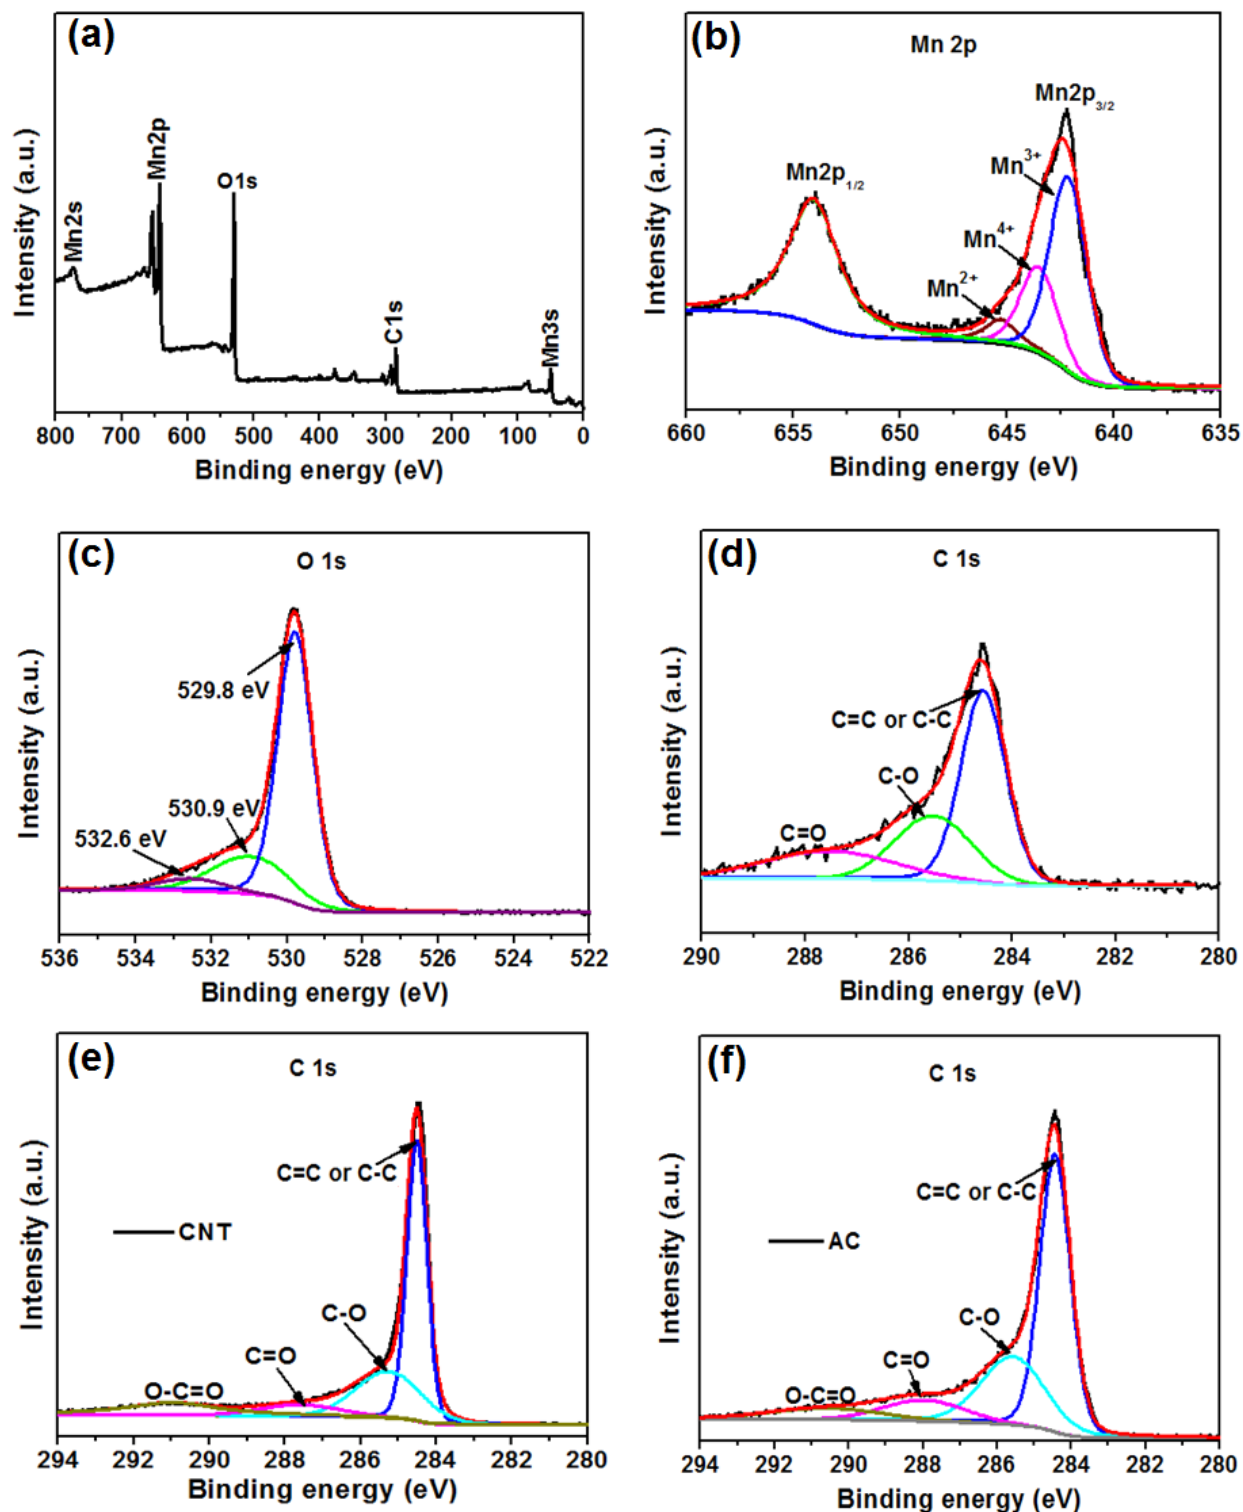 (a)
Mn2s
Mn2p
O1s
C1s
Mn3s
Intensity (a.u.)
800 700 600 500 400 300 200 100 0
Binding energy (eV)
(b)
Mn 2p
Mn2p3/2
Mn3+
Mn2p1/2
Mn4+
Mn2+
Intensity (a.u.)
660 655 650 645 640 635
Binding energy (eV)
(c)
O 1s
529.8 eV
530.9 eV
532.6 eV
Intensity (a.u.)
536 534 532 530 528 526 524 522
Binding energy (eV)
(d)
C 1s
C=C or C-C
C-O
C=O
Intensity (a.u.)
290 288 286 284 282 280
Binding energy (eV)
(e)
C 1s
C=C or C-C
CNT
C-O
C=O
O-C=O
Intensity (a.u.)
294 292 290 288 286 284 282 280
Binding energy (eV)
(f)
C 1s
C=C or C-C
AC
C-O
C=O
O-C=O
Intensity (a.u.)
294 292 290 288 286 284 282 280
Binding energy (eV)